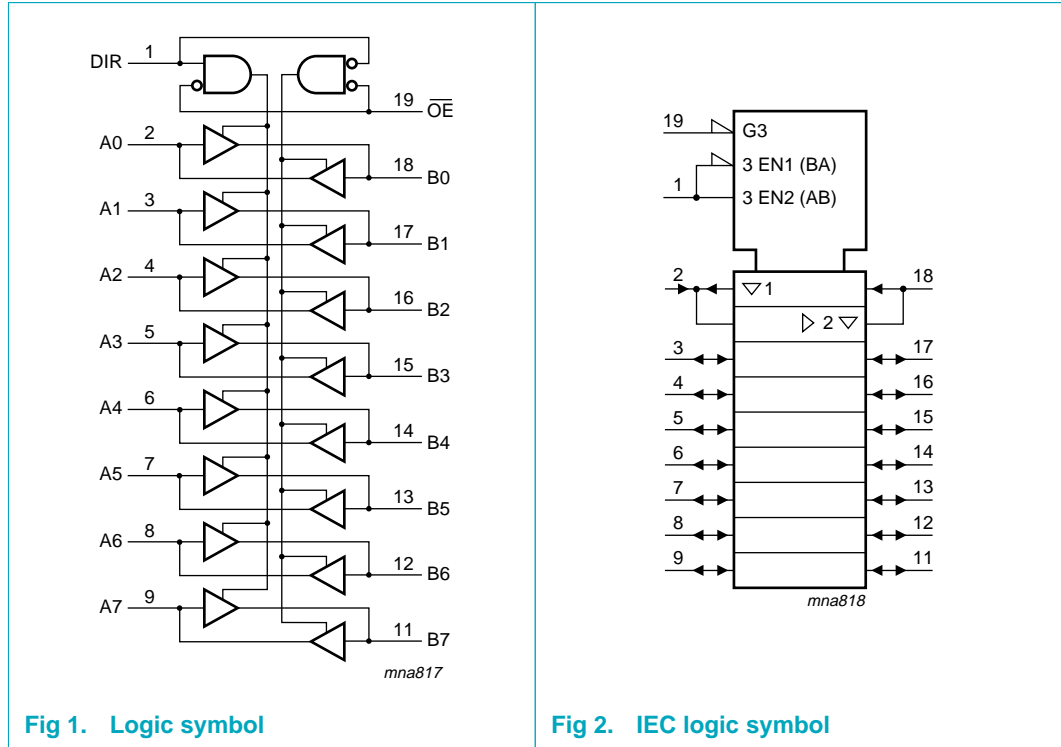 DIR 1
19 OE
A0 2
18 B0
A1 3
17 B1
A2 4
16 B2
A3 5
15 B3
A4 6
14 B4
A5 7
13 B5
A6 8
12 B6
A7 9
11 B7
mna817
Fig 1. Logic symbol
19 G3
3 EN1 (BA)
1 3 EN2 (AB)
2 1 18
2
3 17
4 16
5 15
6 14
7 13
8 12
9 11
mna818
Fig 2. IEC logic symbol